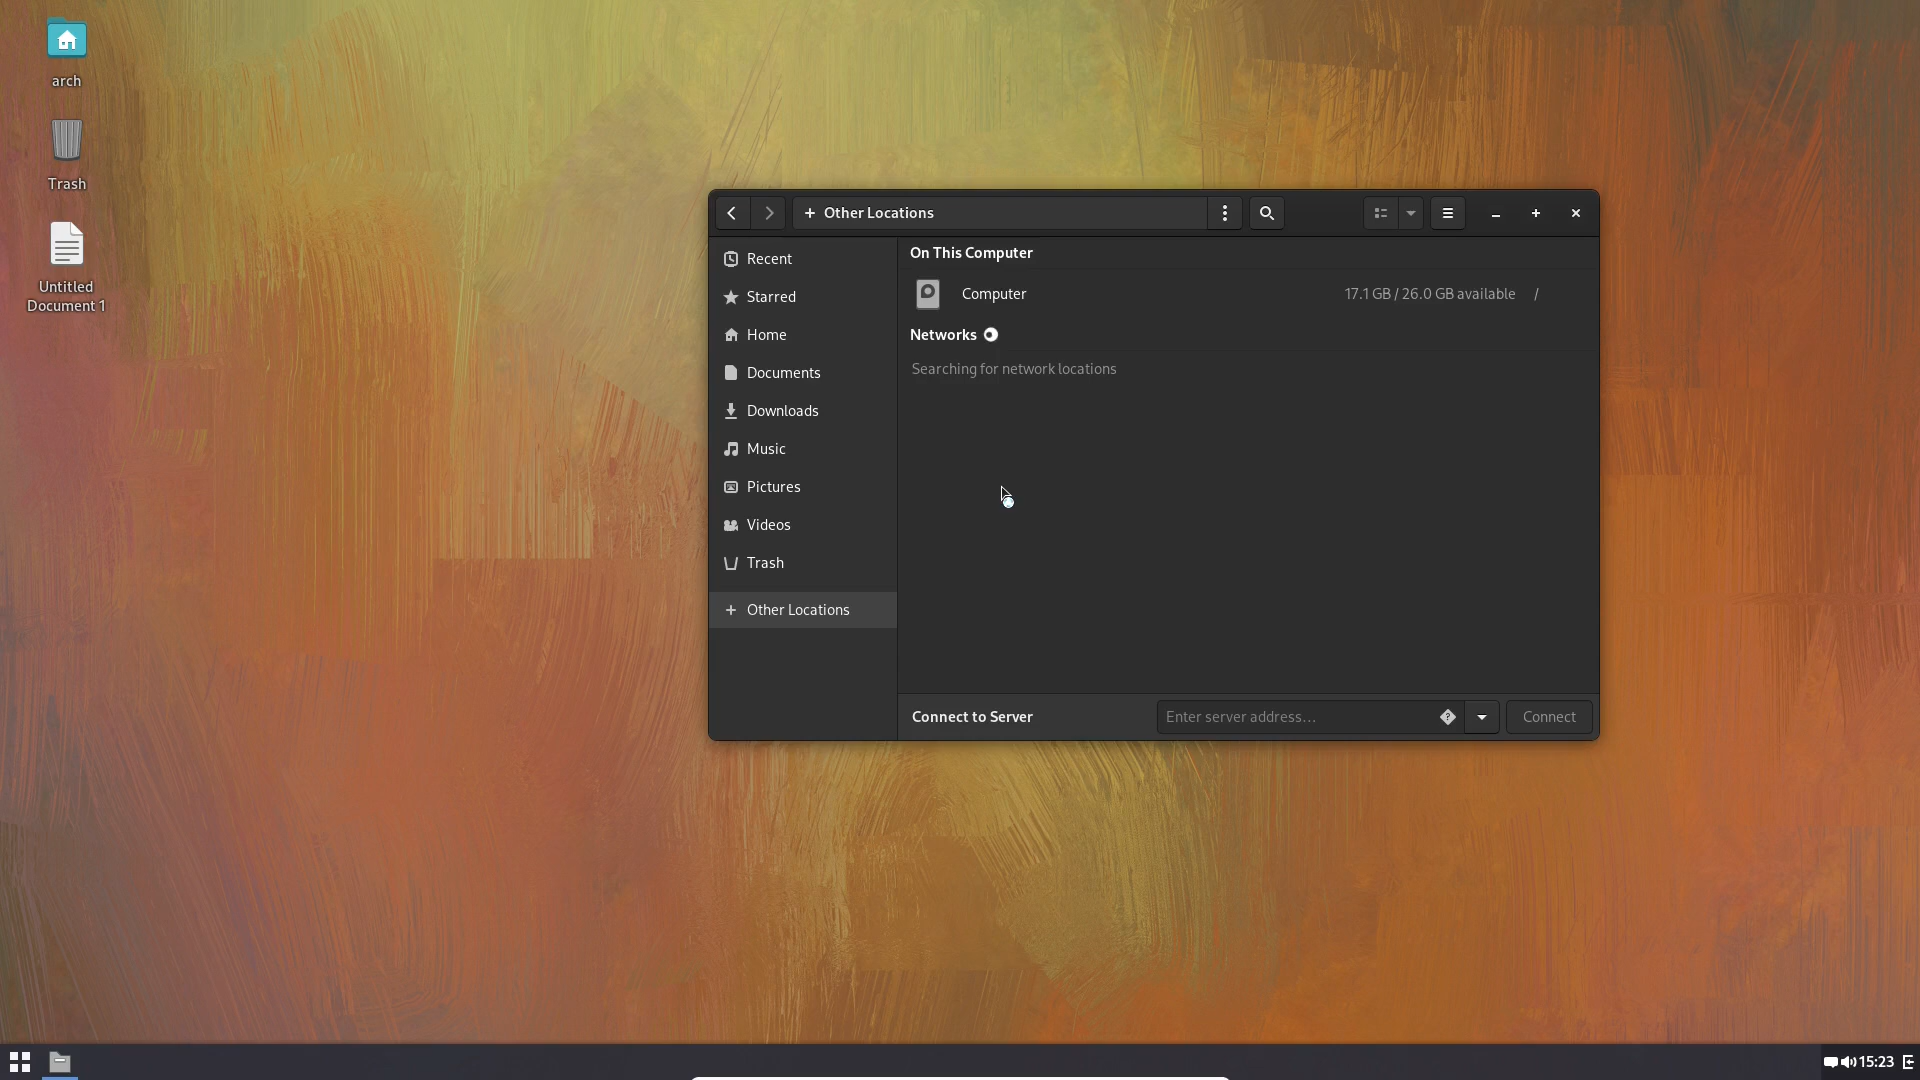 arch
Trash
Untitled
Document 1
Other Locations
Recent
Starred
Home
Documents
Downloads
Music
Pictures
Videos
Trash
Other Locations
On This Computer
Computer 17.1 GB / 26.0 GB available /
Networks
Searching for network locations
Connect to Server Enter server address… Connect
15:23